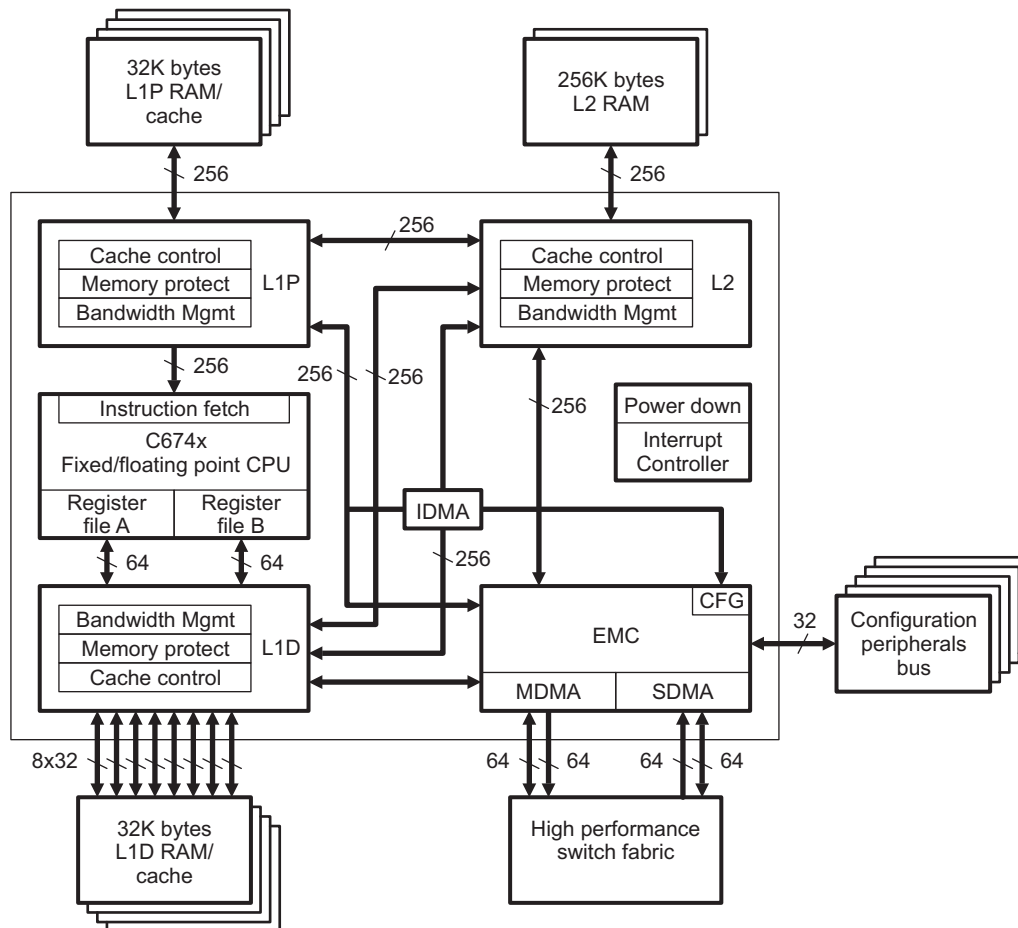 32K bytes
L1P RAM/
cache
256K bytes
L2 RAM
256
256
256
Cache control
Memory protect
Bandwidth Mgmt
L1P
Cache control
Memory protect
Bandwidth Mgmt
L2
256
256
256
256
Instruction fetch
C674x
Fixed/floating point CPU
Register
file A
Register
file B
Power down
Interrupt
Controller
IDMA
256
64
64
Bandwidth Mgmt
Memory protect
Cache control
L1D
CFG
EMC
MDMA
SDMA
32
Configuration
peripherals
bus
8x32
64
64
64
64
32K bytes
L1D RAM/
cache
High performance
switch fabric